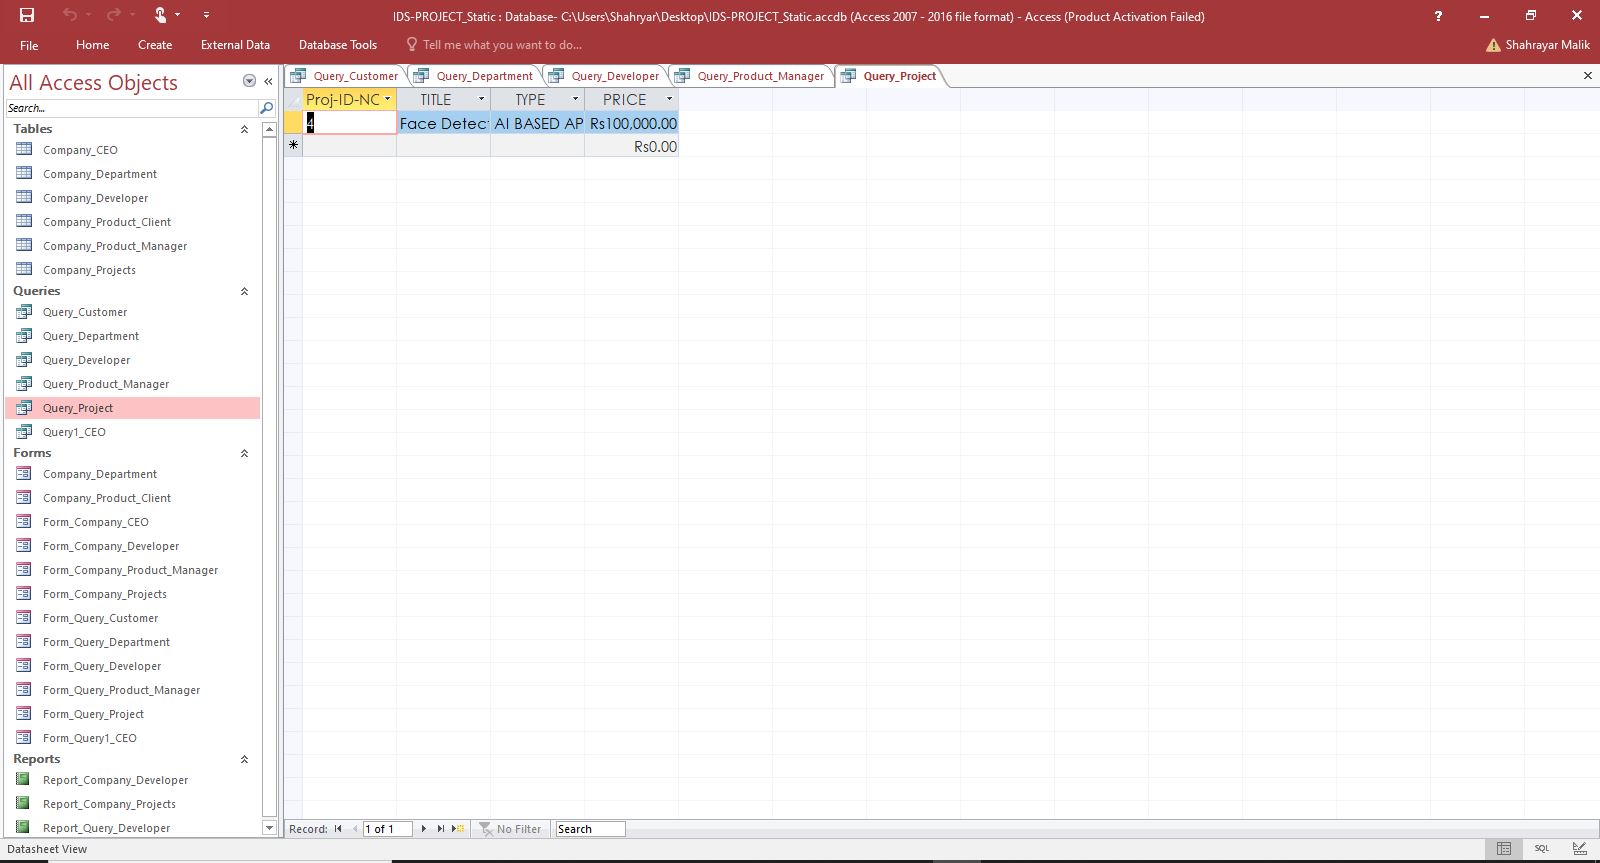 IDS-PROJECT_Static : Database- C:\Users\Shahryar\Desktop\IDS-PROJECT_Static.accdb (Access 2007 - 2016 file format) - Access (Product Activation Failed)
?
File Home Create External Data Database Tools Tell me what you want to do... Shahrayar Malik
All Access Objects
Search...
Tables
Company_CEO
Company_Department
Company_Developer
Company_Product_Client
Company_Product_Manager
Company_Projects
Queries
Query_Customer
Query_Department
Query_Developer
Query_Product_Manager
Query_Project
Query1_CEO
Forms
Company_Department
Company_Product_Client
Form_Company_CEO
Form_Company_Developer
Form_Company_Product_Manager
Form_Company_Projects
Form_Query_Customer
Form_Query_Department
Form_Query_Developer
Form_Query_Product_Manager
Form_Query_Project
Form_Query1_CEO
Reports
Report_Company_Developer
Report_Company_Projects
Report_Query_Developer
Query_Customer Query_Department Query_Developer Query_Product_Manager Query_Project
Proj-ID-NO TITLE TYPE PRICE
4 Face Detec AI BASED AP Rs100,000.00
* Rs0.00
Record: 1 of 1 No Filter Search
Datasheet View SQL